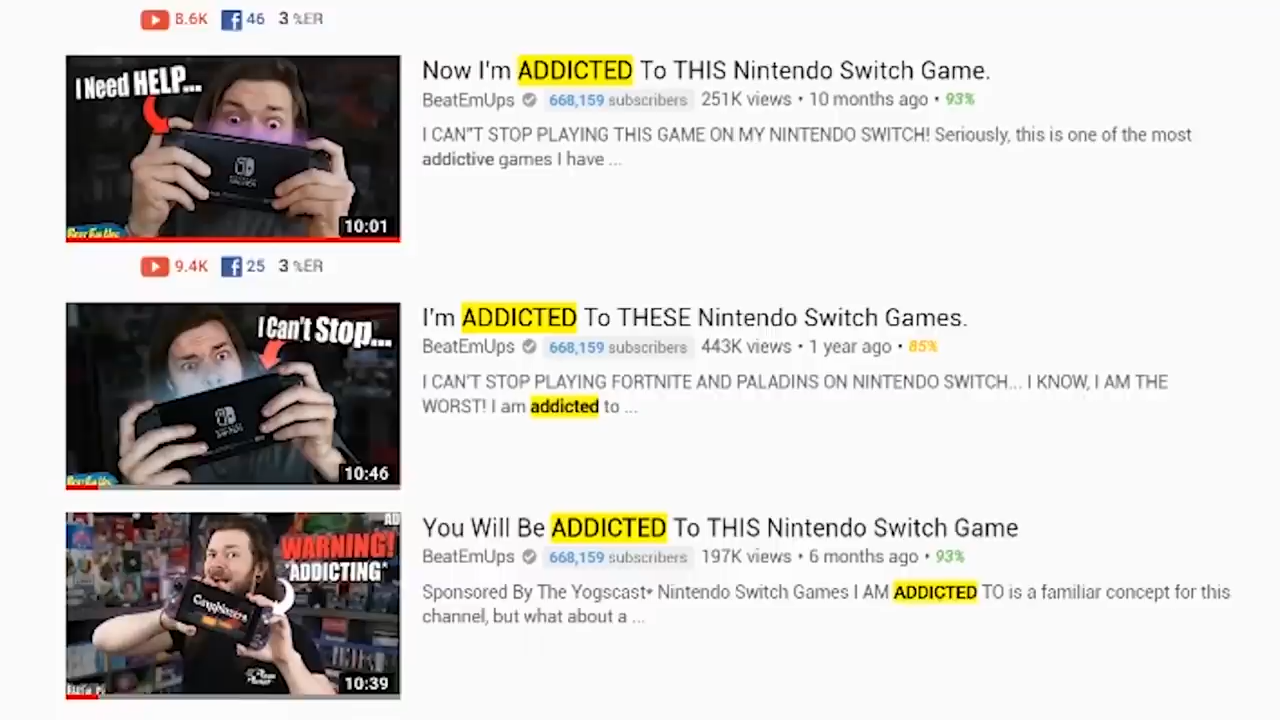 8.6K 46 3 %ER
I Need HELP...
10:01
Now I'm ADDICTED To THIS Nintendo Switch Game.
BeatEmUps 668,159 subscribers 251K views • 10 months ago • 93%
I CAN"T STOP PLAYING THIS GAME ON MY NINTENDO SWITCH! Seriously, this is one of the most
addictive games I have ...
9.4K 25 3 %ER
I Can't Stop...
10:46
I'm ADDICTED To THESE Nintendo Switch Games.
BeatEmUps 668,159 subscribers 443K views • 1 year ago • 85%
I CAN'T STOP PLAYING FORTNITE AND PALADINS ON NINTENDO SWITCH... I KNOW, I AM THE
WORST! I am addicted to ...
AD
WARNING!
*ADDICTING*
10:39
You Will Be ADDICTED To THIS Nintendo Switch Game
BeatEmUps 668,159 subscribers 197K views • 6 months ago • 93%
Sponsored By The Yogscast* Nintendo Switch Games I AM ADDICTED TO is a familiar concept for this
channel, but what about a ...